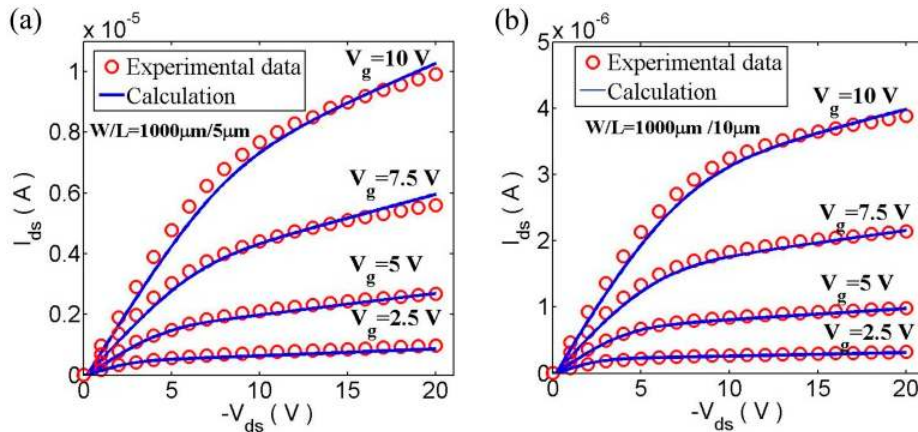 (a)
x 10⁻⁵
1
0.8
0.6
0.4
0.2
0
0 5 10 15 20
I_ds ( A )
-V_ds ( V )
Experimental data
Calculation
W/L=1000μm/5μm
V_g=10 V
V_g=7.5 V
V_g=5 V
V_g=2.5 V
(b)
x 10⁻⁶
5
4
3
2
1
0
0 5 10 15 20
I_ds ( A )
-V_ds ( V )
Experimental data
Calculation
W/L=1000μm /10μm
V_g=10 V
V_g=7.5 V
V_g=5 V
V_g=2.5 V